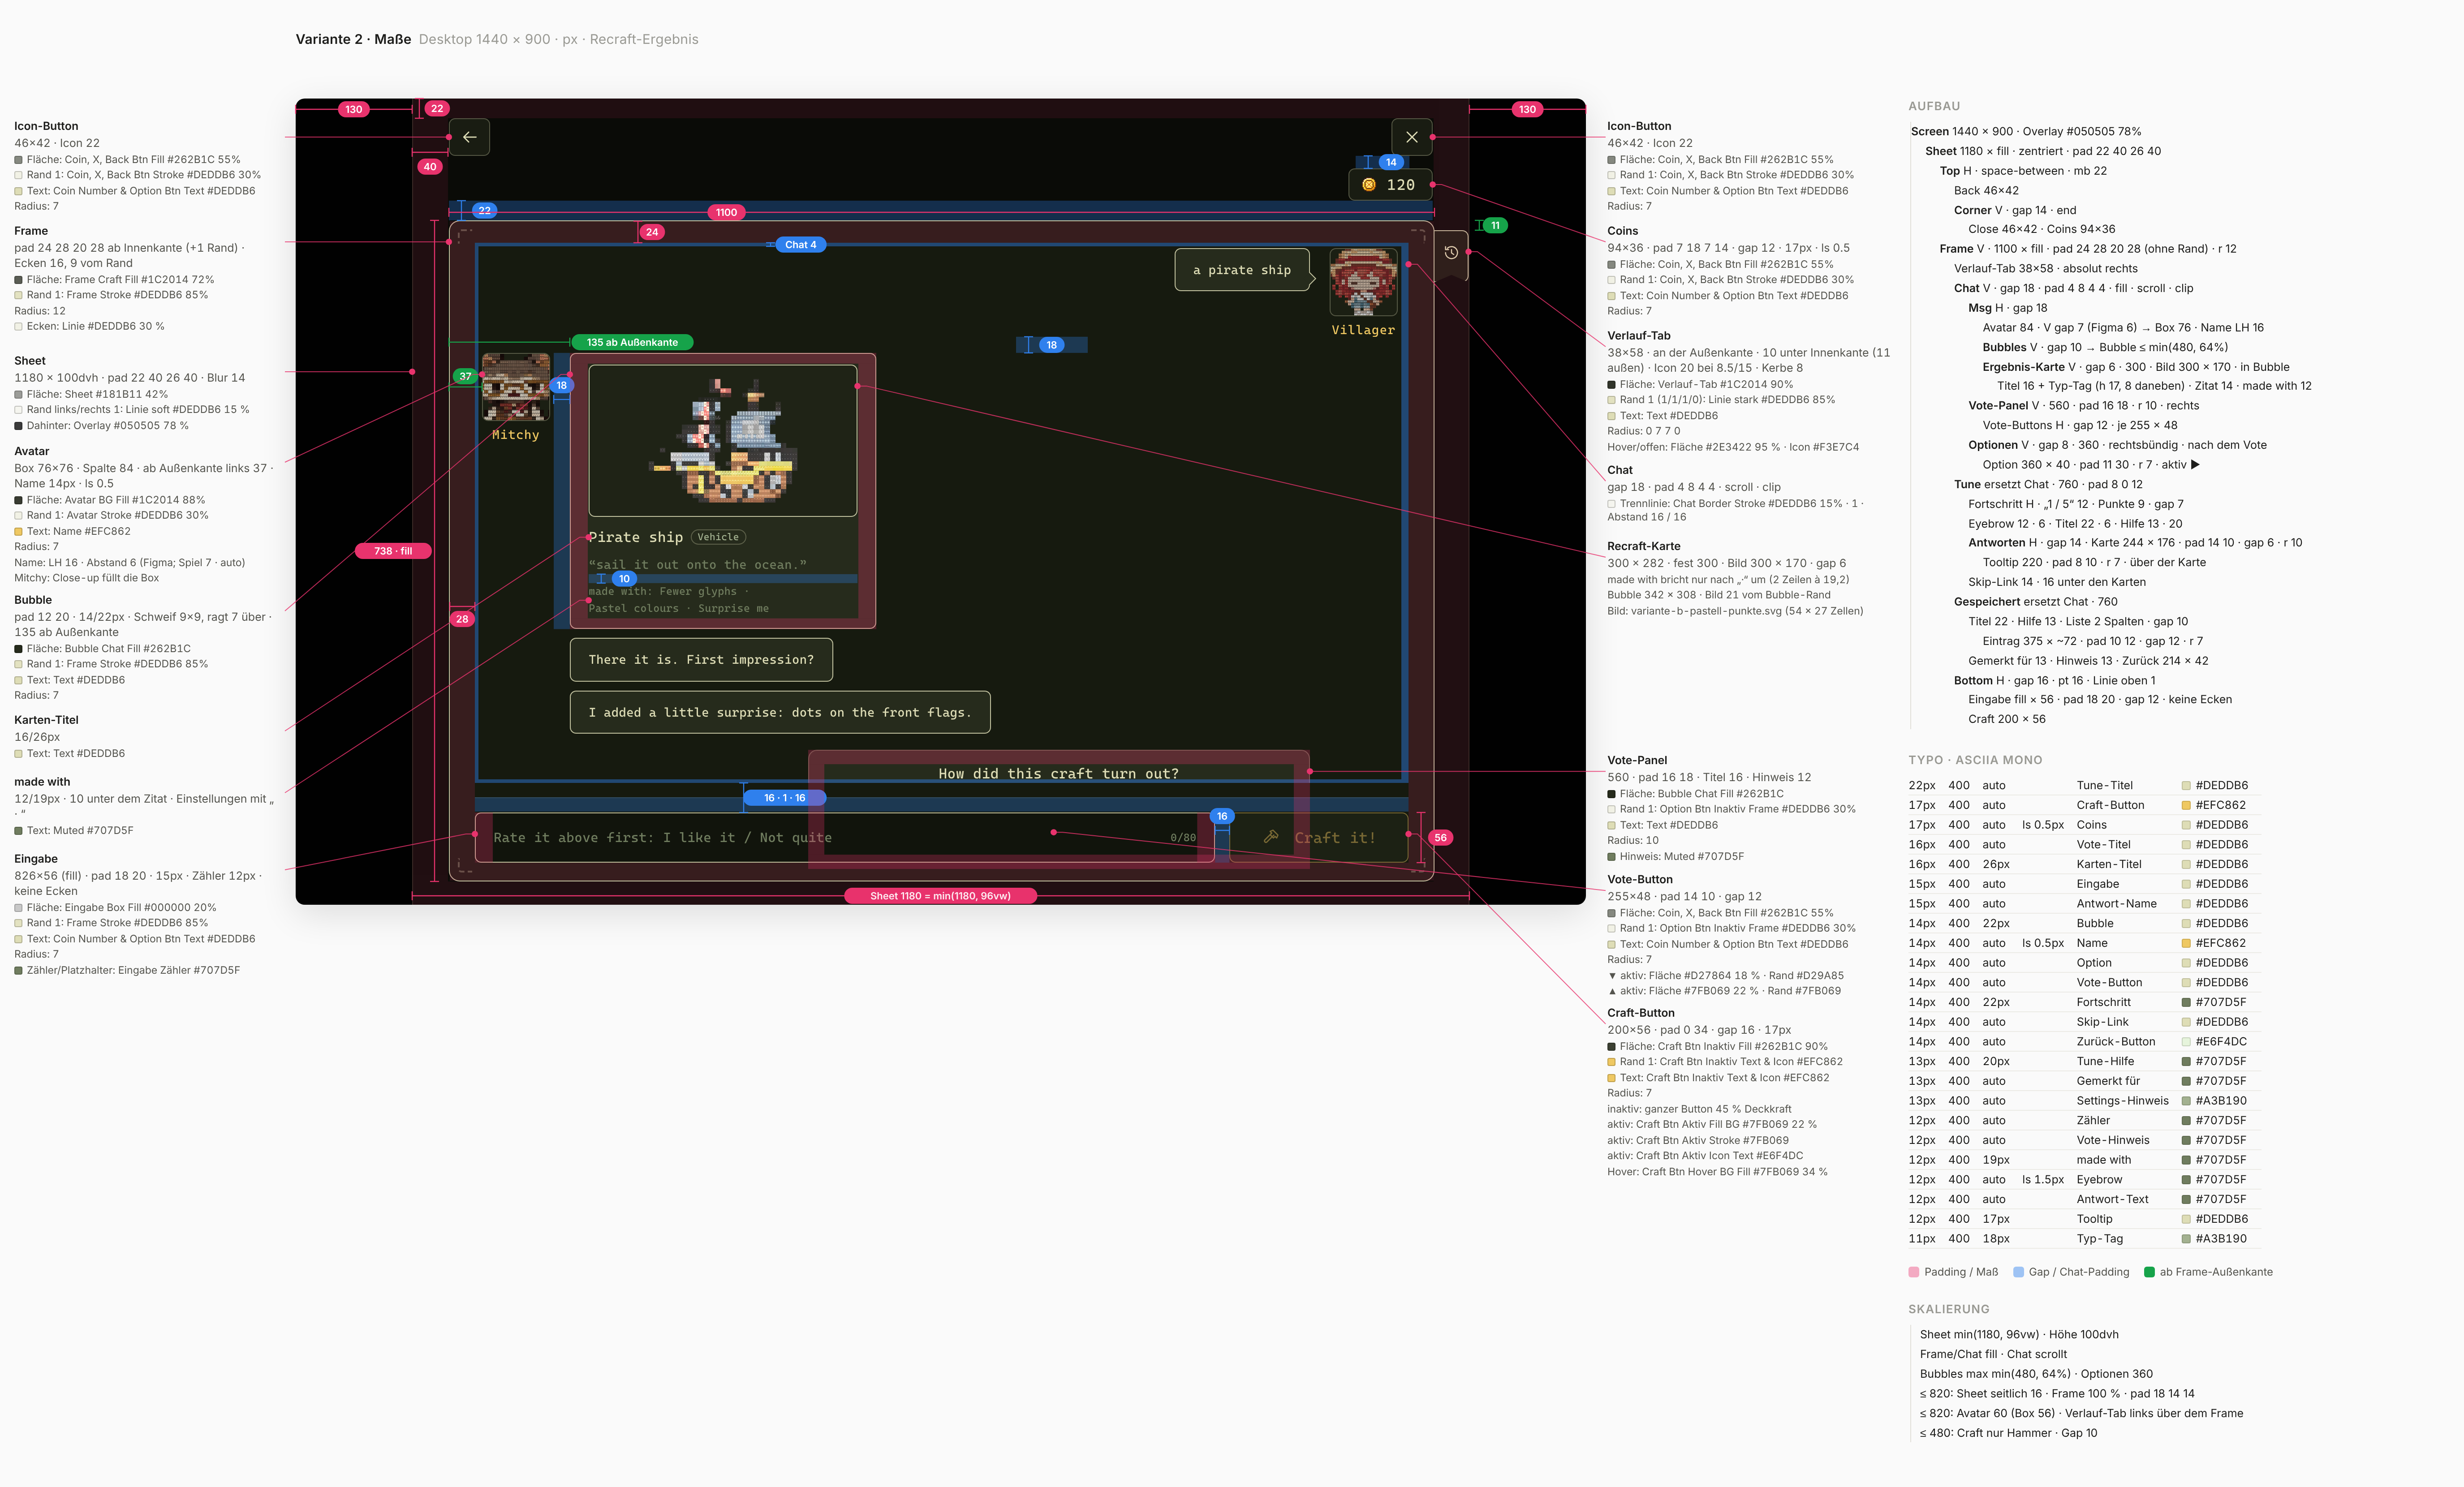 Variante 2 · Maße Desktop 1440 × 900 · px · Recraft-Ergebnis
Icon-Button
46×42 · Icon 22
Fläche: Coin, X, Back Btn Fill #262B1C 55%
Rand 1: Coin, X, Back Btn Stroke #DEDDB6 30%
Text: Coin Number & Option Btn Text #DEDDB6
Radius: 7
Frame
pad 24 28 20 28 ab Innenkante (+1 Rand) ·
Ecken 16, 9 vom Rand
Fläche: Frame Craft Fill #1C2014 72%
Rand 1: Frame Stroke #DEDDB6 85%
Radius: 12
Ecken: Linie #DEDDB6 30 %
Sheet
1180 × 100dvh · pad 22 40 26 40 · Blur 14
Fläche: Sheet #181B11 42%
Rand links/rechts 1: Linie soft #DEDDB6 15 %
Dahinter: Overlay #050505 78 %
Avatar
Box 76×76 · Spalte 84 · ab Außenkante links 37 ·
Name 14px · ls 0.5
Fläche: Avatar BG Fill #1C2014 88%
Rand 1: Avatar Stroke #DEDDB6 30%
Text: Name #EFC862
Radius: 7
Name: LH 16 · Abstand 6 (Figma; Spiel 7 · auto)
Mitchy: Close-up füllt die Box
Bubble
pad 12 20 · 14/22px · Schweif 9×9, ragt 7 über ·
135 ab Außenkante
Fläche: Bubble Chat Fill #262B1C
Rand 1: Frame Stroke #DEDDB6 85%
Text: Text #DEDDB6
Radius: 7
Karten-Titel
16/26px
Text: Text #DEDDB6
made with
12/19px · 10 unter dem Zitat · Einstellungen mit „
· “
Text: Muted #707D5F
Eingabe
826×56 (fill) · pad 18 20 · 15px · Zähler 12px ·
keine Ecken
Fläche: Eingabe Box Fill #000000 20%
Rand 1: Frame Stroke #DEDDB6 85%
Text: Coin Number & Option Btn Text #DEDDB6
Radius: 7
Zähler/Platzhalter: Eingabe Zähler #707D5F
130
22
130
40
14
120
22
1100
24
11
Chat 4
a pirate ship
Villager
135 ab Außenkante
18
37
18
Mitchy
Pirate ship
Vehicle
“sail it out onto the ocean.”
10
made with: Fewer glyphs ·
Pastel colours · Surprise me
738 · fill
28
There it is. First impression?
I added a little surprise: dots on the front flags.
How did this craft turn out?
16 · 1 · 16
16
Rate it above first: I like it / Not quite
0/80
Craft it!
56
Sheet 1180 = min(1180, 96vw)
Icon-Button
46×42 · Icon 22
Fläche: Coin, X, Back Btn Fill #262B1C 55%
Rand 1: Coin, X, Back Btn Stroke #DEDDB6 30%
Text: Coin Number & Option Btn Text #DEDDB6
Radius: 7
Coins
94×36 · pad 7 18 7 14 · gap 12 · 17px · ls 0.5
Fläche: Coin, X, Back Btn Fill #262B1C 55%
Rand 1: Coin, X, Back Btn Stroke #DEDDB6 30%
Text: Coin Number & Option Btn Text #DEDDB6
Radius: 7
Verlauf-Tab
38×58 · an der Außenkante · 10 unter Innenkante (11
außen) · Icon 20 bei 8.5/15 · Kerbe 8
Fläche: Verlauf-Tab #1C2014 90%
Rand 1 (1/1/1/0): Linie stark #DEDDB6 85%
Text: Text #DEDDB6
Radius: 0 7 7 0
Hover/offen: Fläche #2E3422 95 % · Icon #F3E7C4
Chat
gap 18 · pad 4 8 4 4 · scroll · clip
Trennlinie: Chat Border Stroke #DEDDB6 15% · 1 ·
Abstand 16 / 16
Recraft-Karte
300 × 282 · fest 300 · Bild 300 × 170 · gap 6
made with bricht nur nach „·“ um (2 Zeilen à 19,2)
Bubble 342 × 308 · Bild 21 vom Bubble-Rand
Bild: variante-b-pastell-punkte.svg (54 × 27 Zellen)
Vote-Panel
560 · pad 16 18 · Titel 16 · Hinweis 12
Fläche: Bubble Chat Fill #262B1C
Rand 1: Option Btn Inaktiv Frame #DEDDB6 30%
Text: Text #DEDDB6
Radius: 10
Hinweis: Muted #707D5F
Vote-Button
255×48 · pad 14 10 · gap 12
Fläche: Coin, X, Back Btn Fill #262B1C 55%
Rand 1: Option Btn Inaktiv Frame #DEDDB6 30%
Text: Coin Number & Option Btn Text #DEDDB6
Radius: 7
▼ aktiv: Fläche #D27864 18 % · Rand #D29A85
▲ aktiv: Fläche #7FB069 22 % · Rand #7FB069
Craft-Button
200×56 · pad 0 34 · gap 16 · 17px
Fläche: Craft Btn Inaktiv Fill #262B1C 90%
Rand 1: Craft Btn Inaktiv Text & Icon #EFC862
Text: Craft Btn Inaktiv Text & Icon #EFC862
Radius: 7
inaktiv: ganzer Button 45 % Deckkraft
aktiv: Craft Btn Aktiv Fill BG #7FB069 22 %
aktiv: Craft Btn Aktiv Stroke #7FB069
aktiv: Craft Btn Aktiv Icon Text #E6F4DC
Hover: Craft Btn Hover BG Fill #7FB069 34 %
AUFBAU
Screen 1440 × 900 · Overlay #050505 78%
Sheet 1180 × fill · zentriert · pad 22 40 26 40
Top H · space-between · mb 22
Back 46×42
Corner V · gap 14 · end
Close 46×42 · Coins 94×36
Frame V · 1100 × fill · pad 24 28 20 28 (ohne Rand) · r 12
Verlauf-Tab 38×58 · absolut rechts
Chat V · gap 18 · pad 4 8 4 4 · fill · scroll · clip
Msg H · gap 18
Avatar 84 · V gap 7 (Figma 6) → Box 76 · Name LH 16
Bubbles V · gap 10 → Bubble ≤ min(480, 64%)
Ergebnis-Karte V · gap 6 · 300 · Bild 300 × 170 · in Bubble
Titel 16 + Typ-Tag (h 17, 8 daneben) · Zitat 14 · made with 12
Vote-Panel V · 560 · pad 16 18 · r 10 · rechts
Vote-Buttons H · gap 12 · je 255 × 48
Optionen V · gap 8 · 360 · rechtsbündig · nach dem Vote
Option 360 × 40 · pad 11 30 · r 7 · aktiv ▶
Tune ersetzt Chat · 760 · pad 8 0 12
Fortschritt H · „1 / 5“ 12 · Punkte 9 · gap 7
Eyebrow 12 · 6 · Titel 22 · 6 · Hilfe 13 · 20
Antworten H · gap 14 · Karte 244 × 176 · pad 14 10 · gap 6 · r 10
Tooltip 220 · pad 8 10 · r 7 · über der Karte
Skip-Link 14 · 16 unter den Karten
Gespeichert ersetzt Chat · 760
Titel 22 · Hilfe 13 · Liste 2 Spalten · gap 10
Eintrag 375 × ~72 · pad 10 12 · gap 12 · r 7
Gemerkt für 13 · Hinweis 13 · Zurück 214 × 42
Bottom H · gap 16 · pt 16 · Linie oben 1
Eingabe fill × 56 · pad 18 20 · gap 12 · keine Ecken
Craft 200 × 56
TYPO · ASCIIA MONO
22px 400 auto Tune-Titel #DEDDB6
17px 400 auto Craft-Button #EFC862
17px 400 auto ls 0.5px Coins #DEDDB6
16px 400 auto Vote-Titel #DEDDB6
16px 400 26px Karten-Titel #DEDDB6
15px 400 auto Eingabe #DEDDB6
15px 400 auto Antwort-Name #DEDDB6
14px 400 22px Bubble #DEDDB6
14px 400 auto ls 0.5px Name #EFC862
14px 400 auto Option #DEDDB6
14px 400 auto Vote-Button #DEDDB6
14px 400 22px Fortschritt #707D5F
14px 400 auto Skip-Link #DEDDB6
14px 400 auto Zurück-Button #E6F4DC
13px 400 20px Tune-Hilfe #707D5F
13px 400 auto Gemerkt für #707D5F
13px 400 auto Settings-Hinweis #A3B190
12px 400 auto Zähler #707D5F
12px 400 auto Vote-Hinweis #707D5F
12px 400 19px made with #707D5F
12px 400 auto ls 1.5px Eyebrow #707D5F
12px 400 auto Antwort-Text #707D5F
12px 400 17px Tooltip #DEDDB6
11px 400 18px Typ-Tag #A3B190
Padding / Maß Gap / Chat-Padding ab Frame-Außenkante
SKALIERUNG
Sheet min(1180, 96vw) · Höhe 100dvh
Frame/Chat fill · Chat scrollt
Bubbles max min(480, 64%) · Optionen 360
≤ 820: Sheet seitlich 16 · Frame 100 % · pad 18 14 14
≤ 820: Avatar 60 (Box 56) · Verlauf-Tab links über dem Frame
≤ 480: Craft nur Hammer · Gap 10